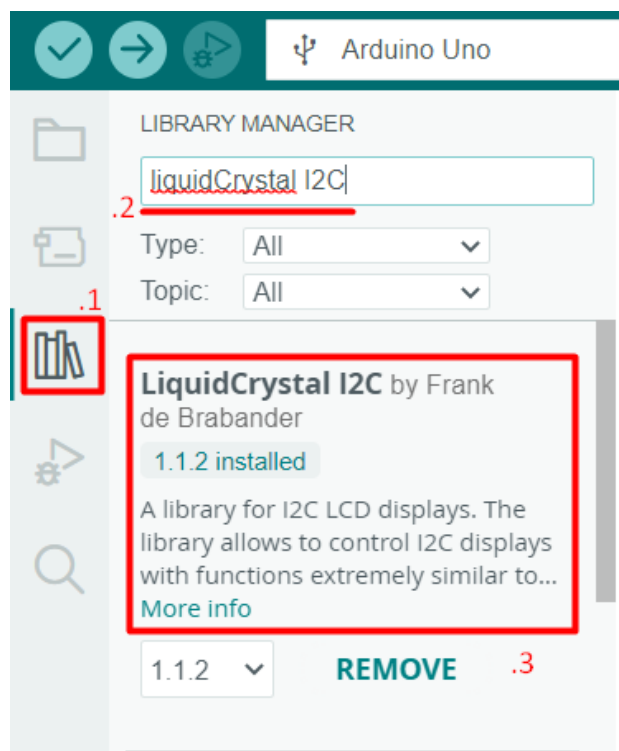 Arduino Uno
LIBRARY MANAGER
liquidCrystal I2C
.2
Type: All
Topic: All
.1
LiquidCrystal I2C by Frank
de Brabander
1.1.2 installed
A library for I2C LCD displays. The
library allows to control I2C displays
with functions extremely similar to...
More info
1.1.2 REMOVE .3